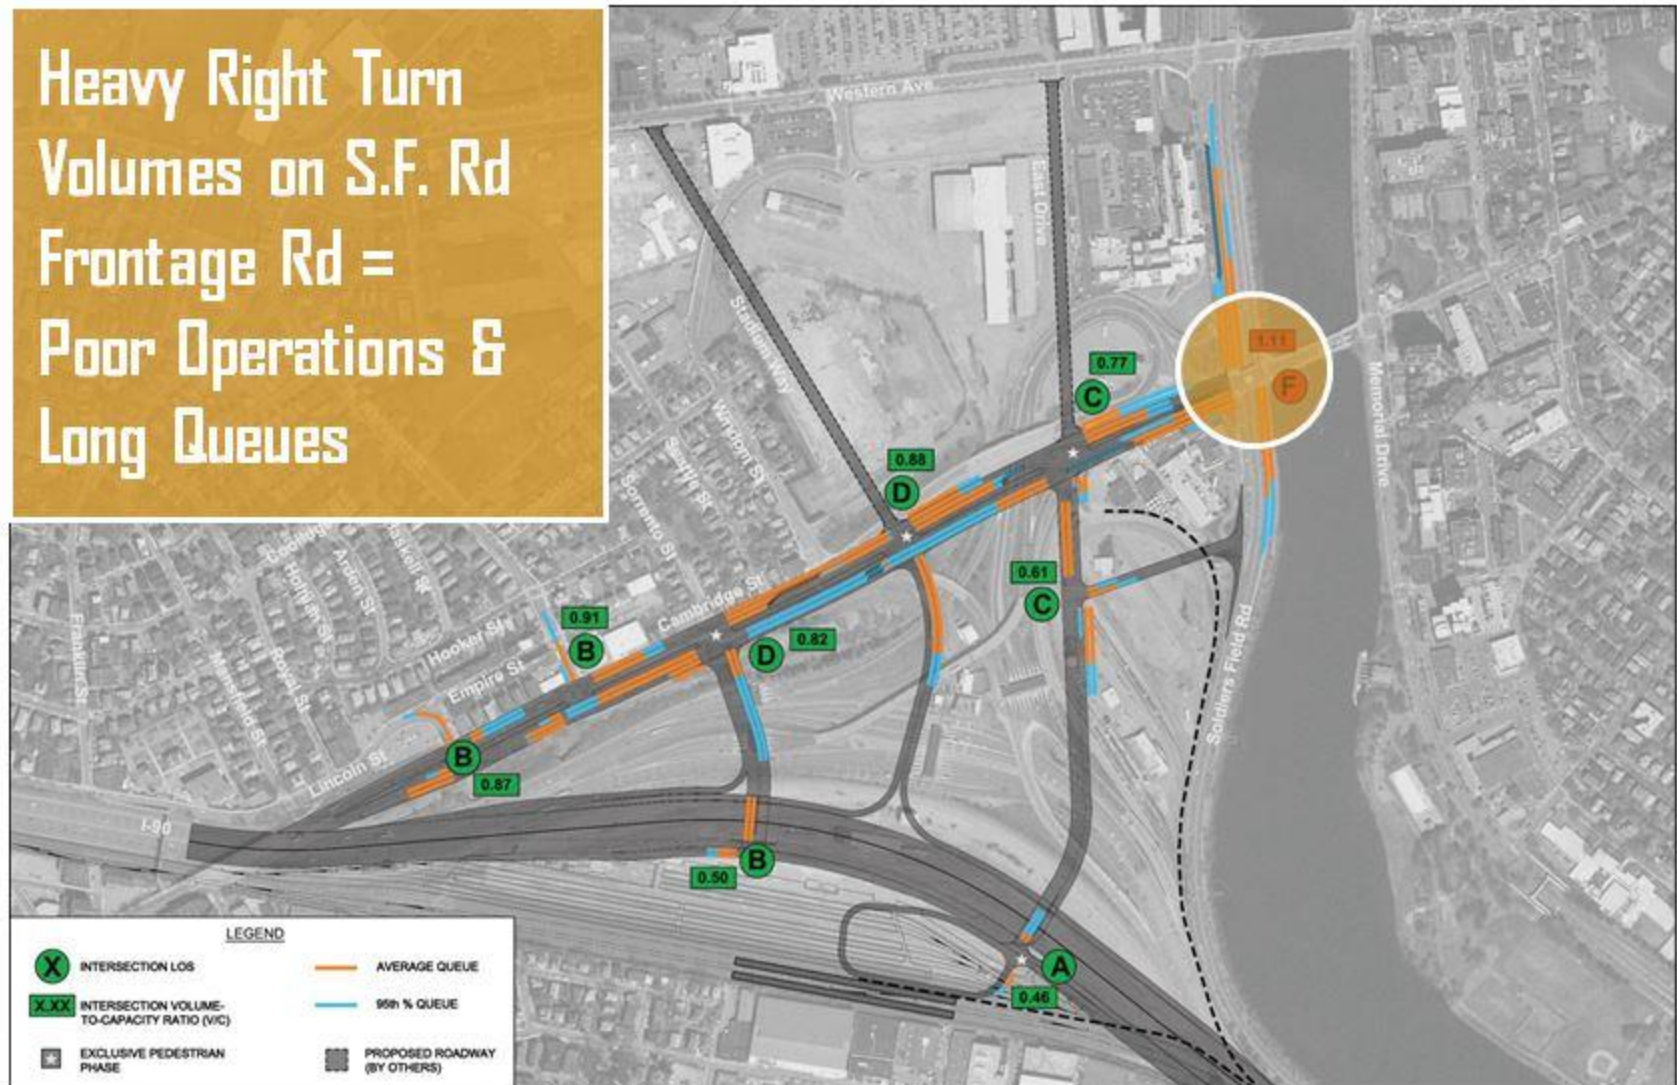 Heavy Right Turn
Volumes on S.F. Rd
Frontage Rd =
Poor Operations &
Long Queues
Western Ave
East Drive
Stadium Way
Windom St
Seattle St
Sorrento St
Cambridge St
Hooker St
Empire St
Lincoln St
Franklin St
Mansfield St
Royal St
Holton St
Arden St
Haskell St
Memorial Drive
Soldiers Field Rd
I-90
1.11
F
0.77
C
0.88
D
0.61
C
0.91
B
D
0.82
B
0.87
B
0.50
A
0.46
LEGEND
X INTERSECTION LOS
X.XX INTERSECTION VOLUME-
TO-CAPACITY RATIO (V/C)
EXCLUSIVE PEDESTRIAN
PHASE
AVERAGE QUEUE
95th % QUEUE
PROPOSED ROADWAY
(BY OTHERS)